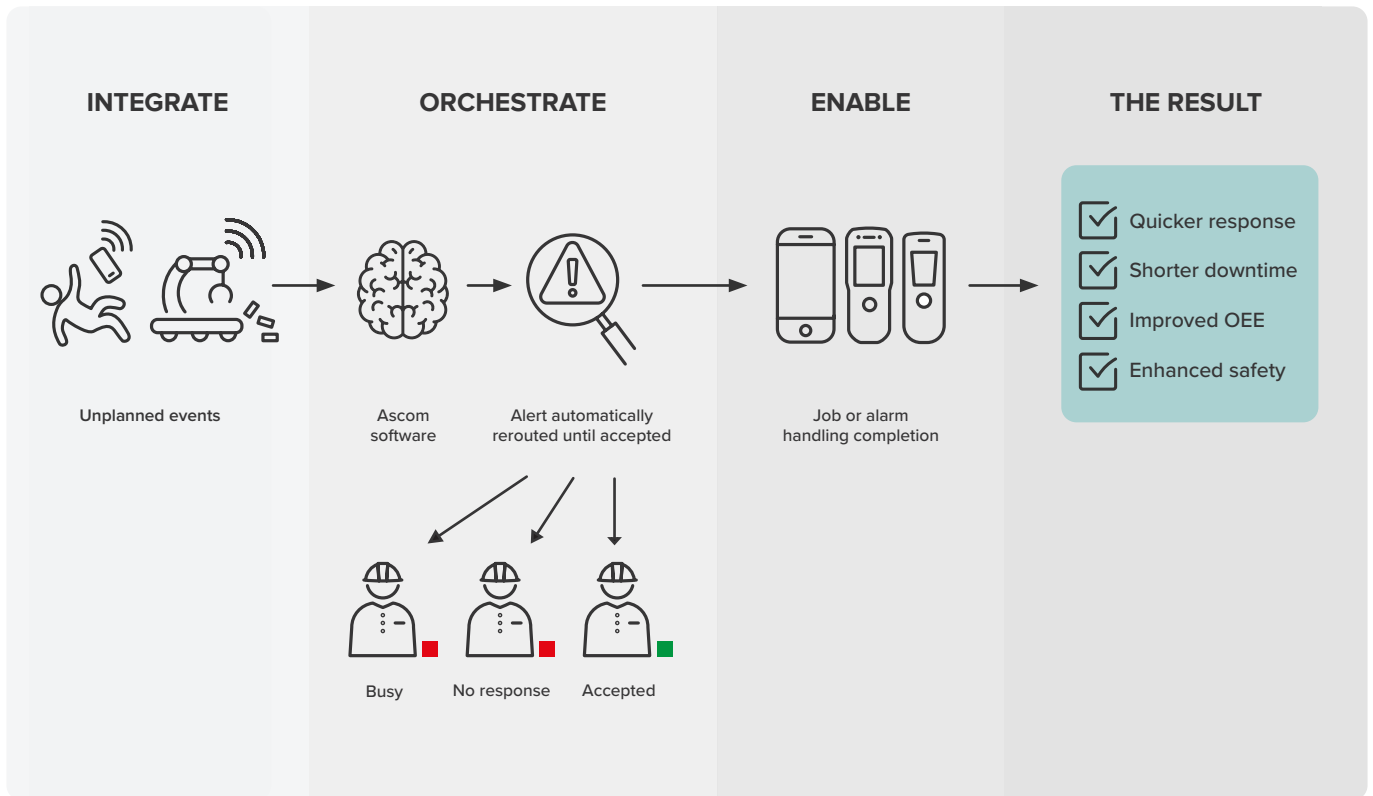 INTEGRATE
ORCHESTRATE
ENABLE
THE RESULT
Quicker response
Shorter downtime
Improved OEE
Enhanced safety
Unplanned events
Ascom
software
Alert automatically
rerouted until accepted
Job or alarm
handling completion
Busy
No response
Accepted